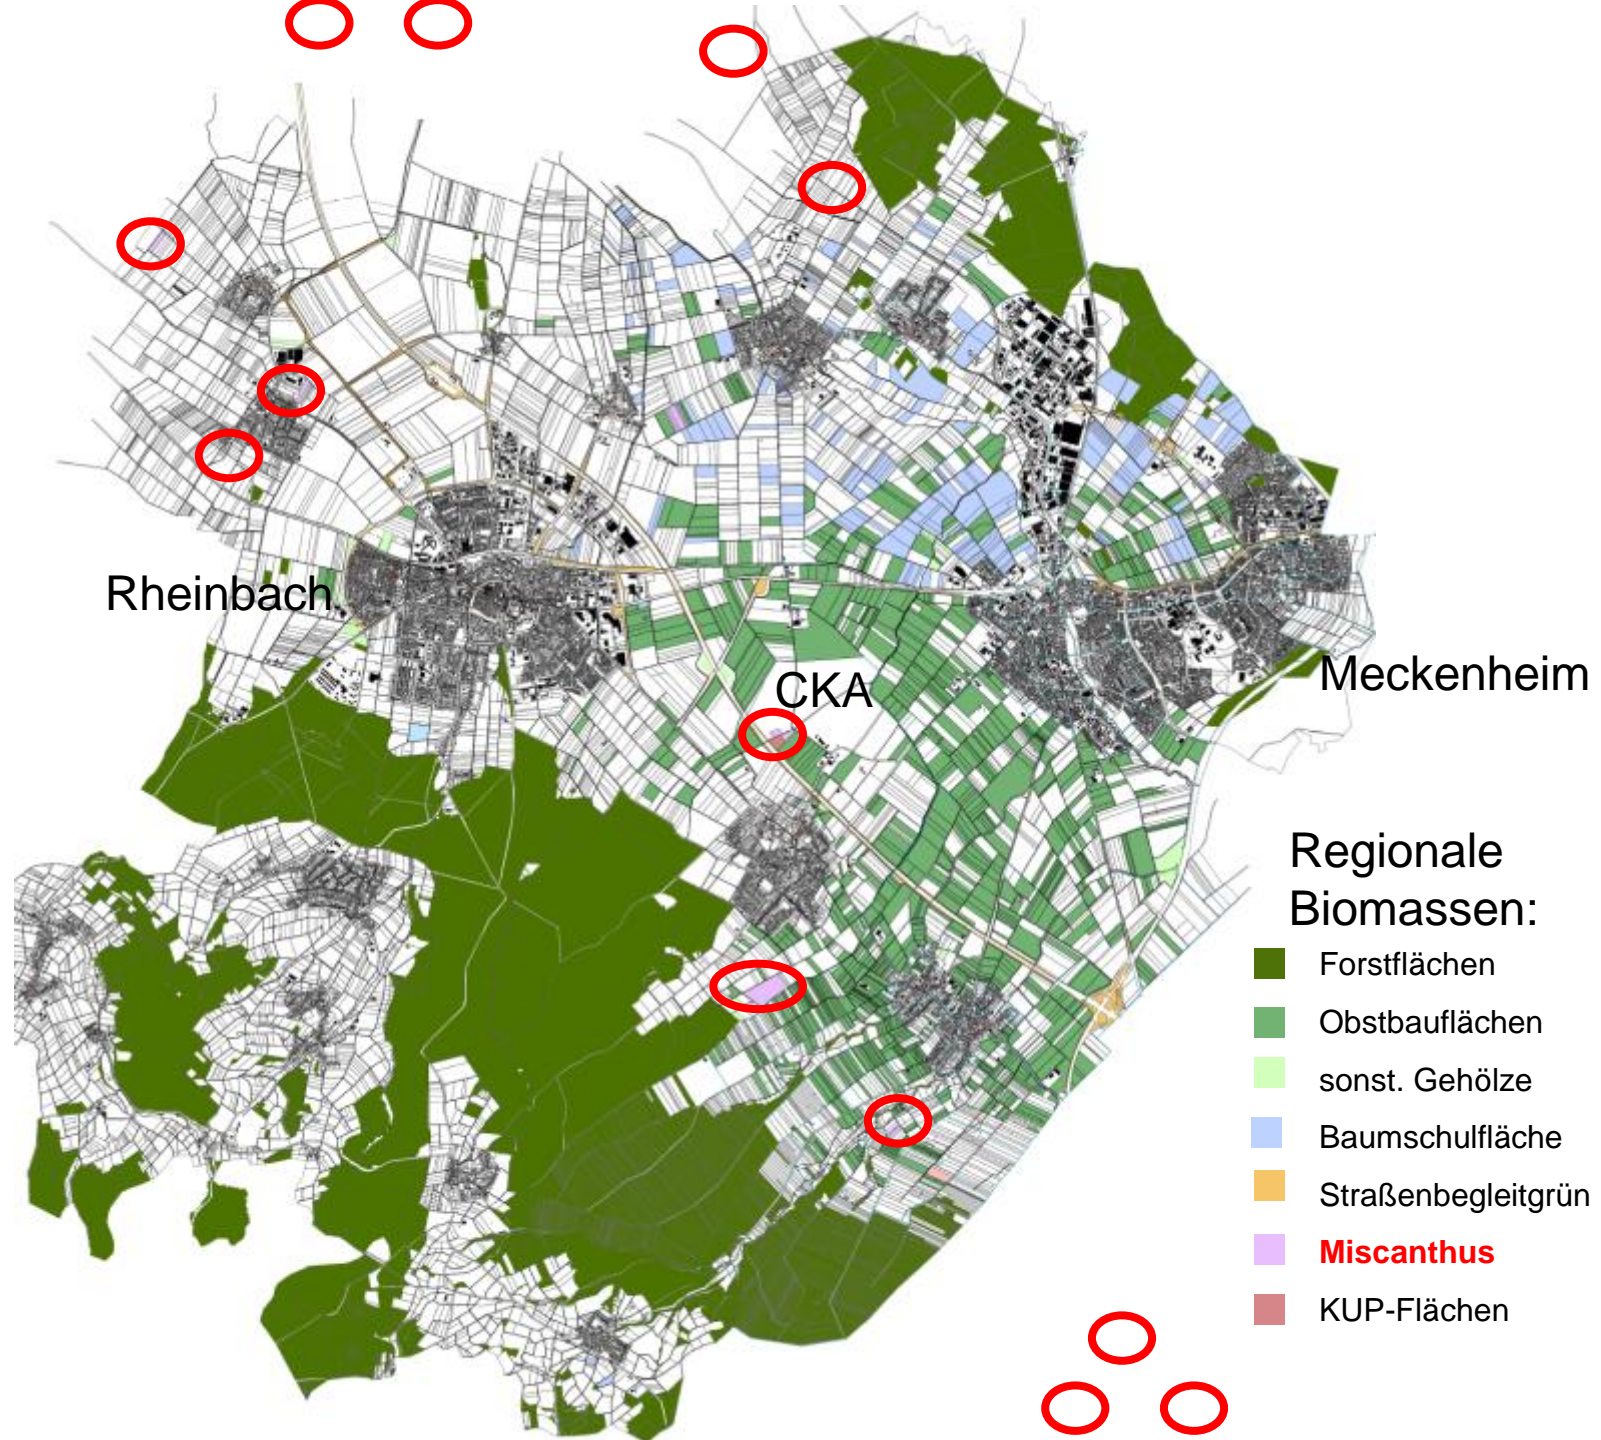 Rheinbach
CKA
Meckenheim
Regionale
Biomassen:
Forstflächen
Obstbauflächen
sonst. Gehölze
Baumschulfläche
Straßenbegleitgrün
Miscanthus
KUP-Flächen